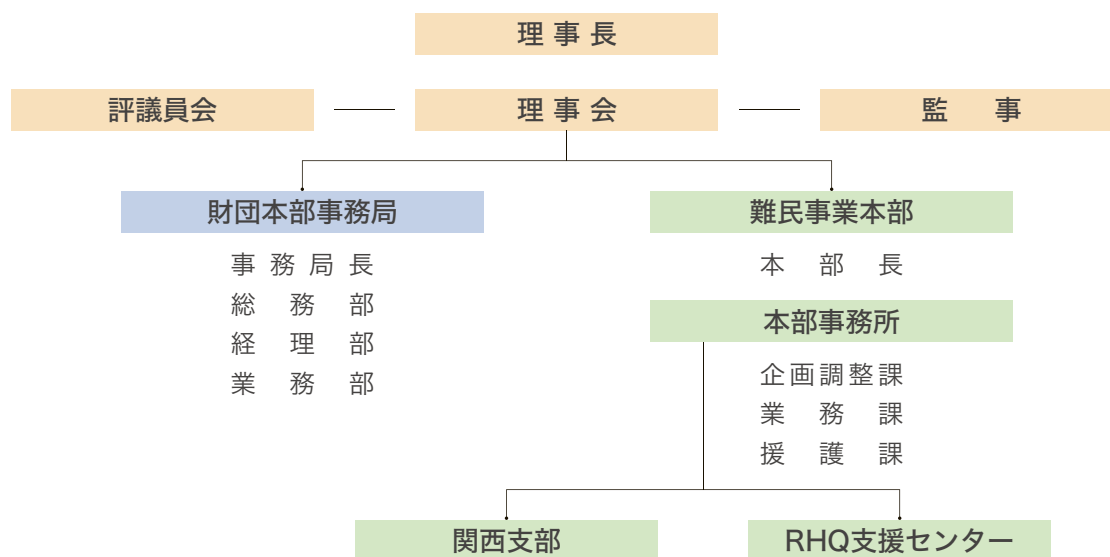 理事長
評議員会
理事会
監事
財団本部事務局
難民事業本部
事務局長
総務部
経理部
業務部
本部長
本部事務所
企画調整課
業務課
援護課
関西支部
RHQ支援センター